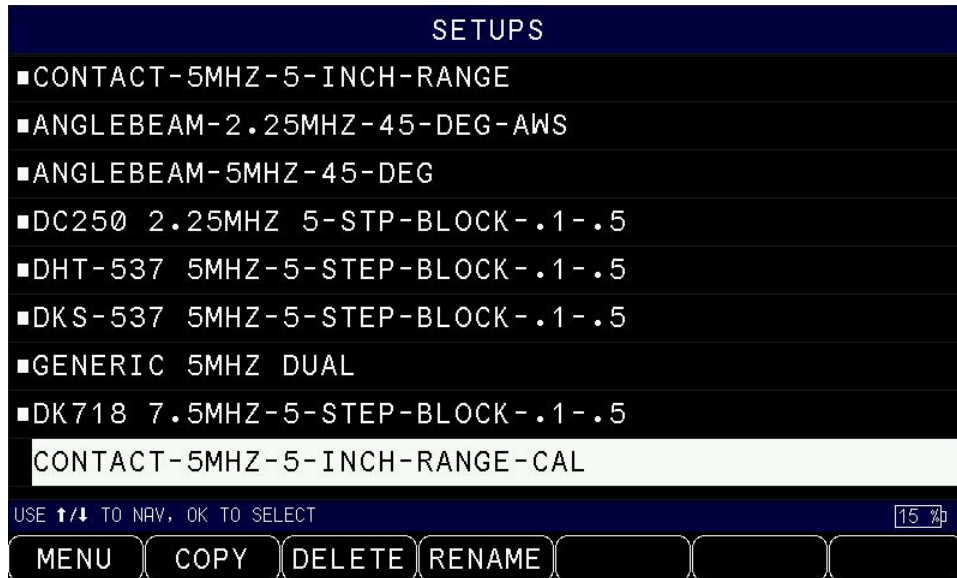 SETUPS
▪CONTACT-5MHZ-5-INCH-RANGE
▪ANGLEBEAM-2.25MHZ-45-DEG-AWS
▪ANGLEBEAM-5MHZ-45-DEG
▪DC250 2.25MHZ 5-STP-BLOCK-.1-.5
▪DHT-537 5MHZ-5-STEP-BLOCK-.1-.5
▪DKS-537 5MHZ-5-STEP-BLOCK-.1-.5
▪GENERIC 5MHZ DUAL
▪DK718 7.5MHZ-5-STEP-BLOCK-.1-.5
CONTACT-5MHZ-5-INCH-RANGE-CAL
USE ↑/↓ TO NAV, OK TO SELECT 15 %
MENU COPY DELETE RENAME